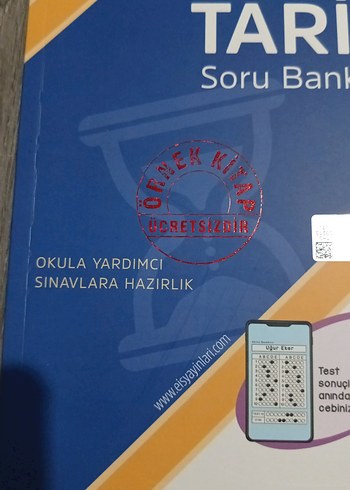 TARİ
Soru Bank
ÖRNEK KİTAP
ÜCRETSİZDİR
OKULA YARDIMCI
SINAVLARA HAZIRLIK
www.eisyayinlari.com
Uğur Eker
Test
sonuçl
anında
cebiniz